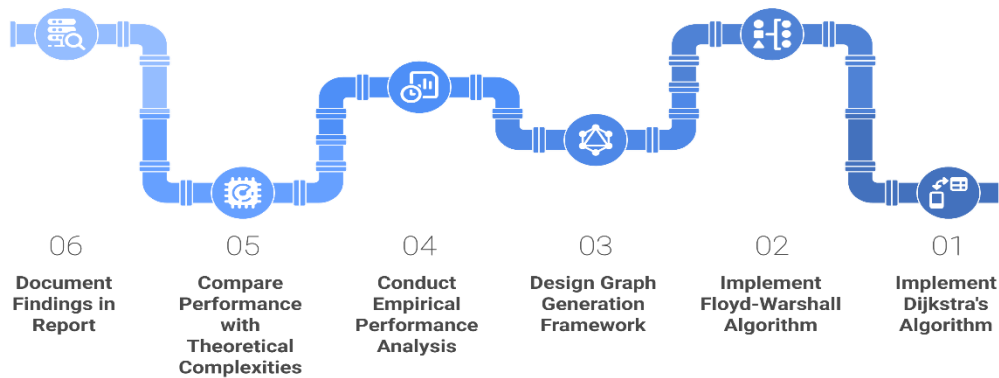 06
Document
Findings in
Report
05
Compare
Performance
with
Theoretical
Complexities
04
Conduct
Empirical
Performance
Analysis
03
Design Graph
Generation
Framework
02
Implement
Floyd-Warshall
Algorithm
01
Implement
Dijkstra's
Algorithm